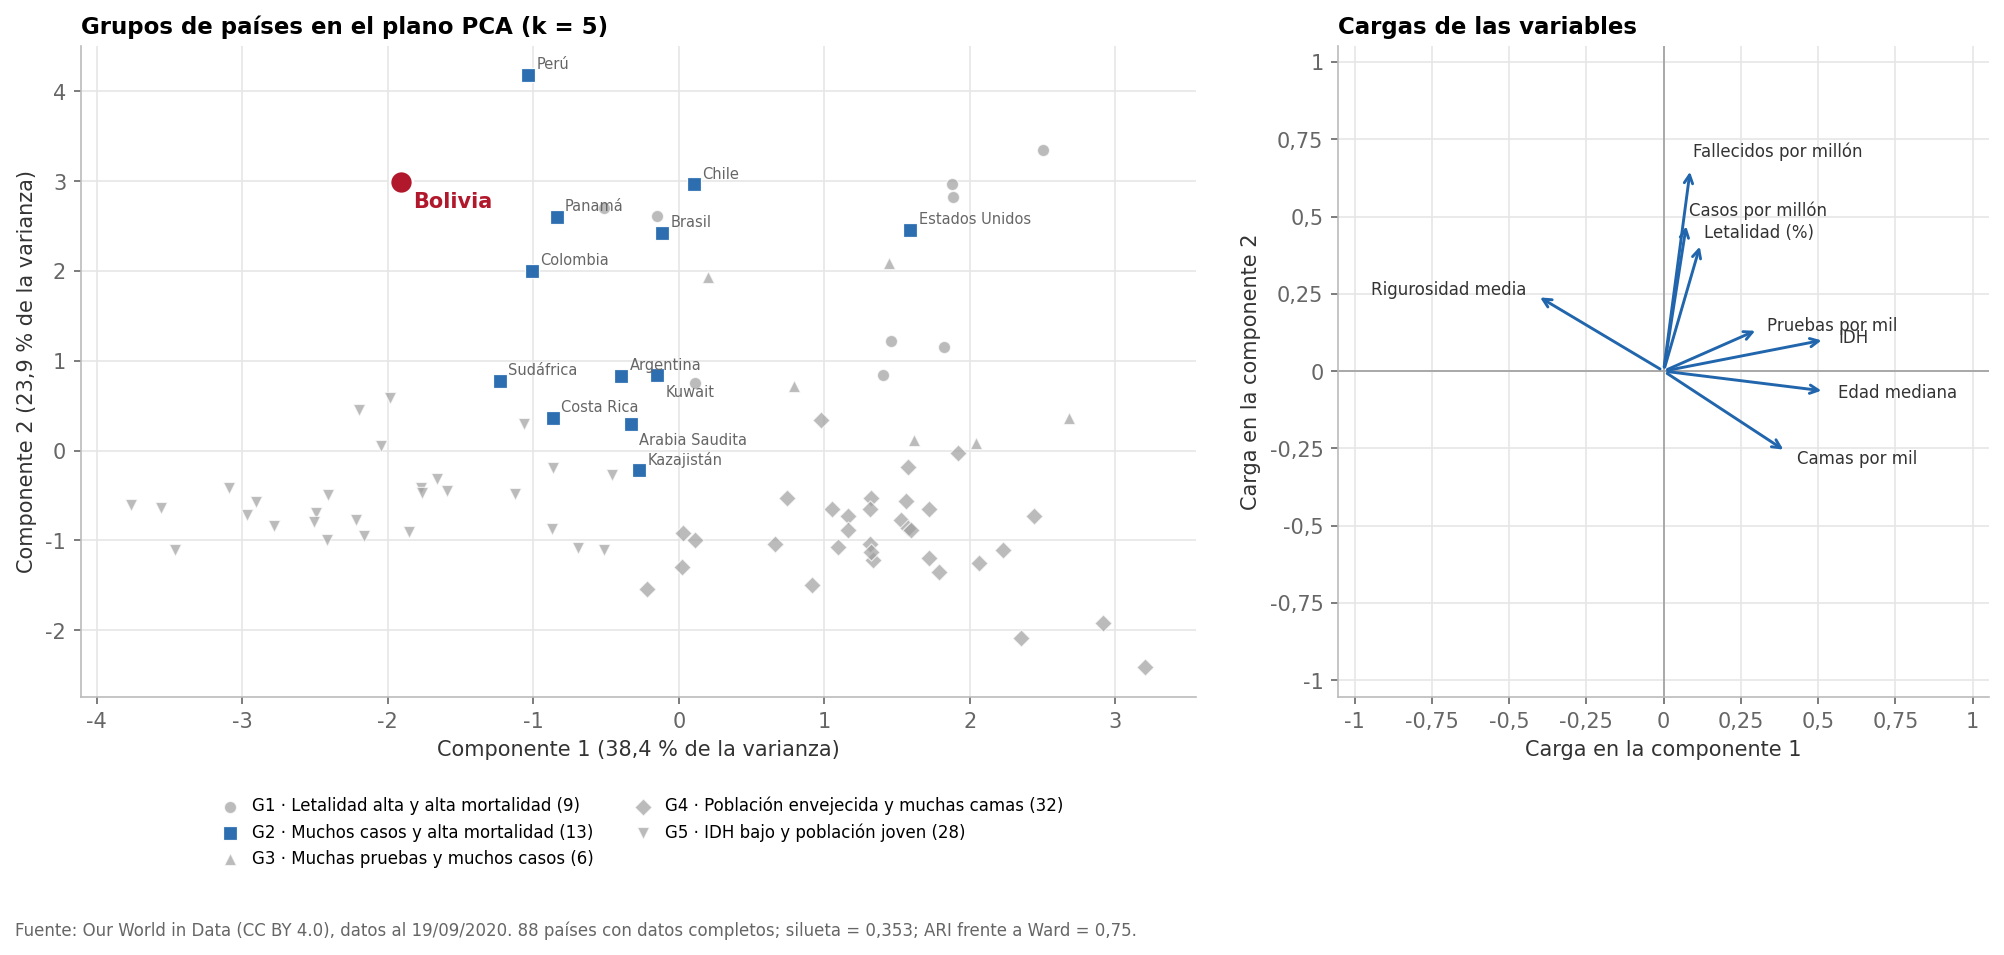 Grupos de países en el plano PCA (k = 5)
Componente 2 (23,9 % de la varianza)
4
3
2
1
0
-1
-2
Perú
Bolivia
Chile
Panamá
Brasil
Estados Unidos
Colombia
Sudáfrica
Argentina
Kuwait
Costa Rica
Arabia Saudita
Kazajistán
-4
-3
-2
-1
0
1
2
3
Componente 1 (38,4 % de la varianza)
G1 · Letalidad alta y alta mortalidad (9)
G2 · Muchos casos y alta mortalidad (13)
G3 · Muchas pruebas y muchos casos (6)
G4 · Población envejecida y muchas camas (32)
G5 · IDH bajo y población joven (28)
Cargas de las variables
Carga en la componente 2
1
0,75
0,5
0,25
0
-0,25
-0,5
-0,75
-1
Fallecidos por millón
Casos por millón
Letalidad (%)
Rigurosidad media
Pruebas por mil
IDH
Edad mediana
Camas por mil
-1
-0,75
-0,5
-0,25
0
0,25
0,5
0,75
1
Carga en la componente 1
Fuente: Our World in Data (CC BY 4.0), datos al 19/09/2020. 88 países con datos completos; silueta = 0,353; ARI frente a Ward = 0,75.